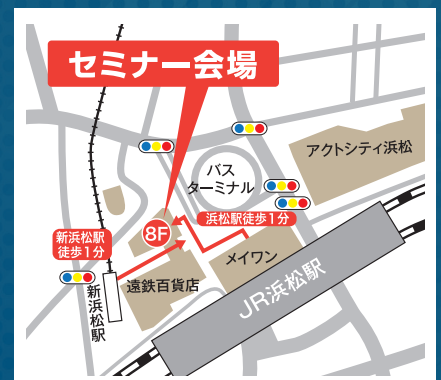 セミナー会場
アクトシティ浜松
バス
ターミナル
浜松駅徒歩1分
8F
新浜松駅
徒歩1分
メイワン
遠鉄百貨店
新浜松駅
JR浜松駅